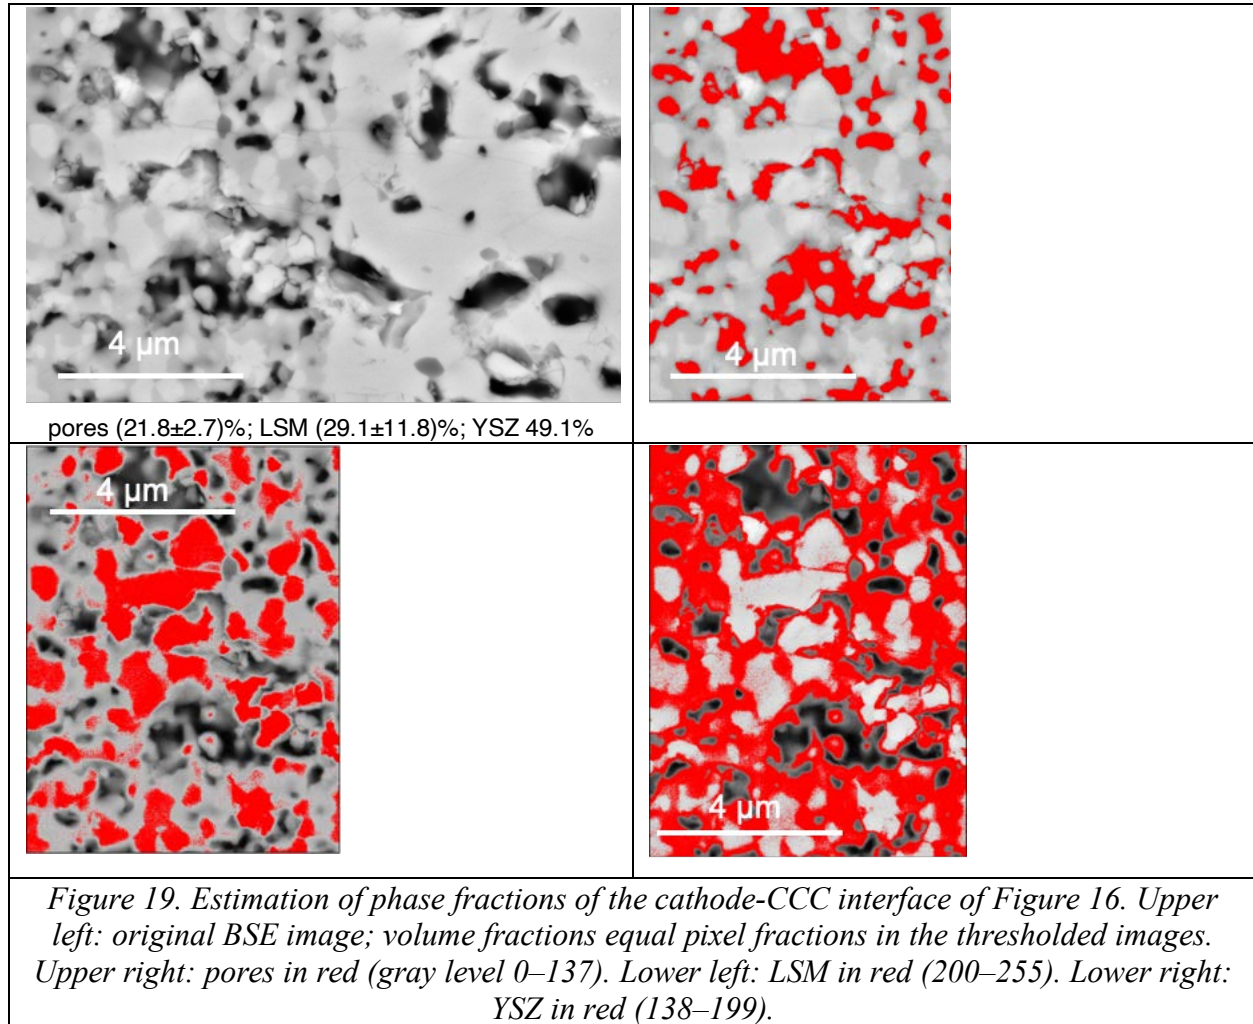 4 µm
4 µm
pores (21.8±2.7)%; LSM (29.1±11.8)%; YSZ 49.1%
4 µm
4 µm
Figure 19. Estimation of phase fractions of the cathode-CCC interface of Figure 16. Upper
left: original BSE image; volume fractions equal pixel fractions in the thresholded images.
Upper right: pores in red (gray level 0–137). Lower left: LSM in red (200–255). Lower right:
YSZ in red (138–199).